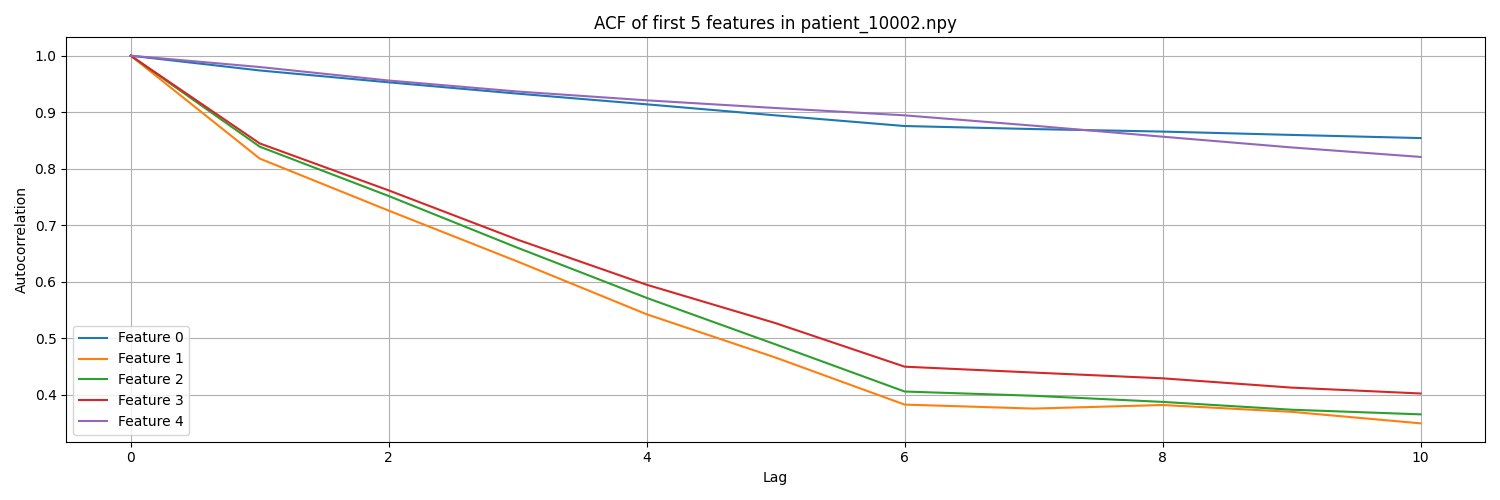 ACF of first 5 features in patient_10002.npy
1.0
0.9
0.8
0.7
0.6
0.5
0.4
Autocorrelation
Feature 0
Feature 1
Feature 2
Feature 3
Feature 4
0 2 4 6 8 10
Lag